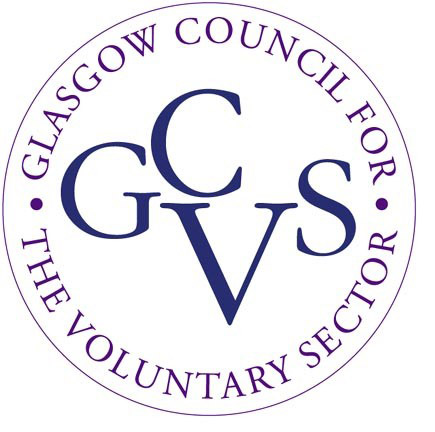 GLASGOW COUNCIL FOR
GCVS
THE VOLUNTARY SECTOR